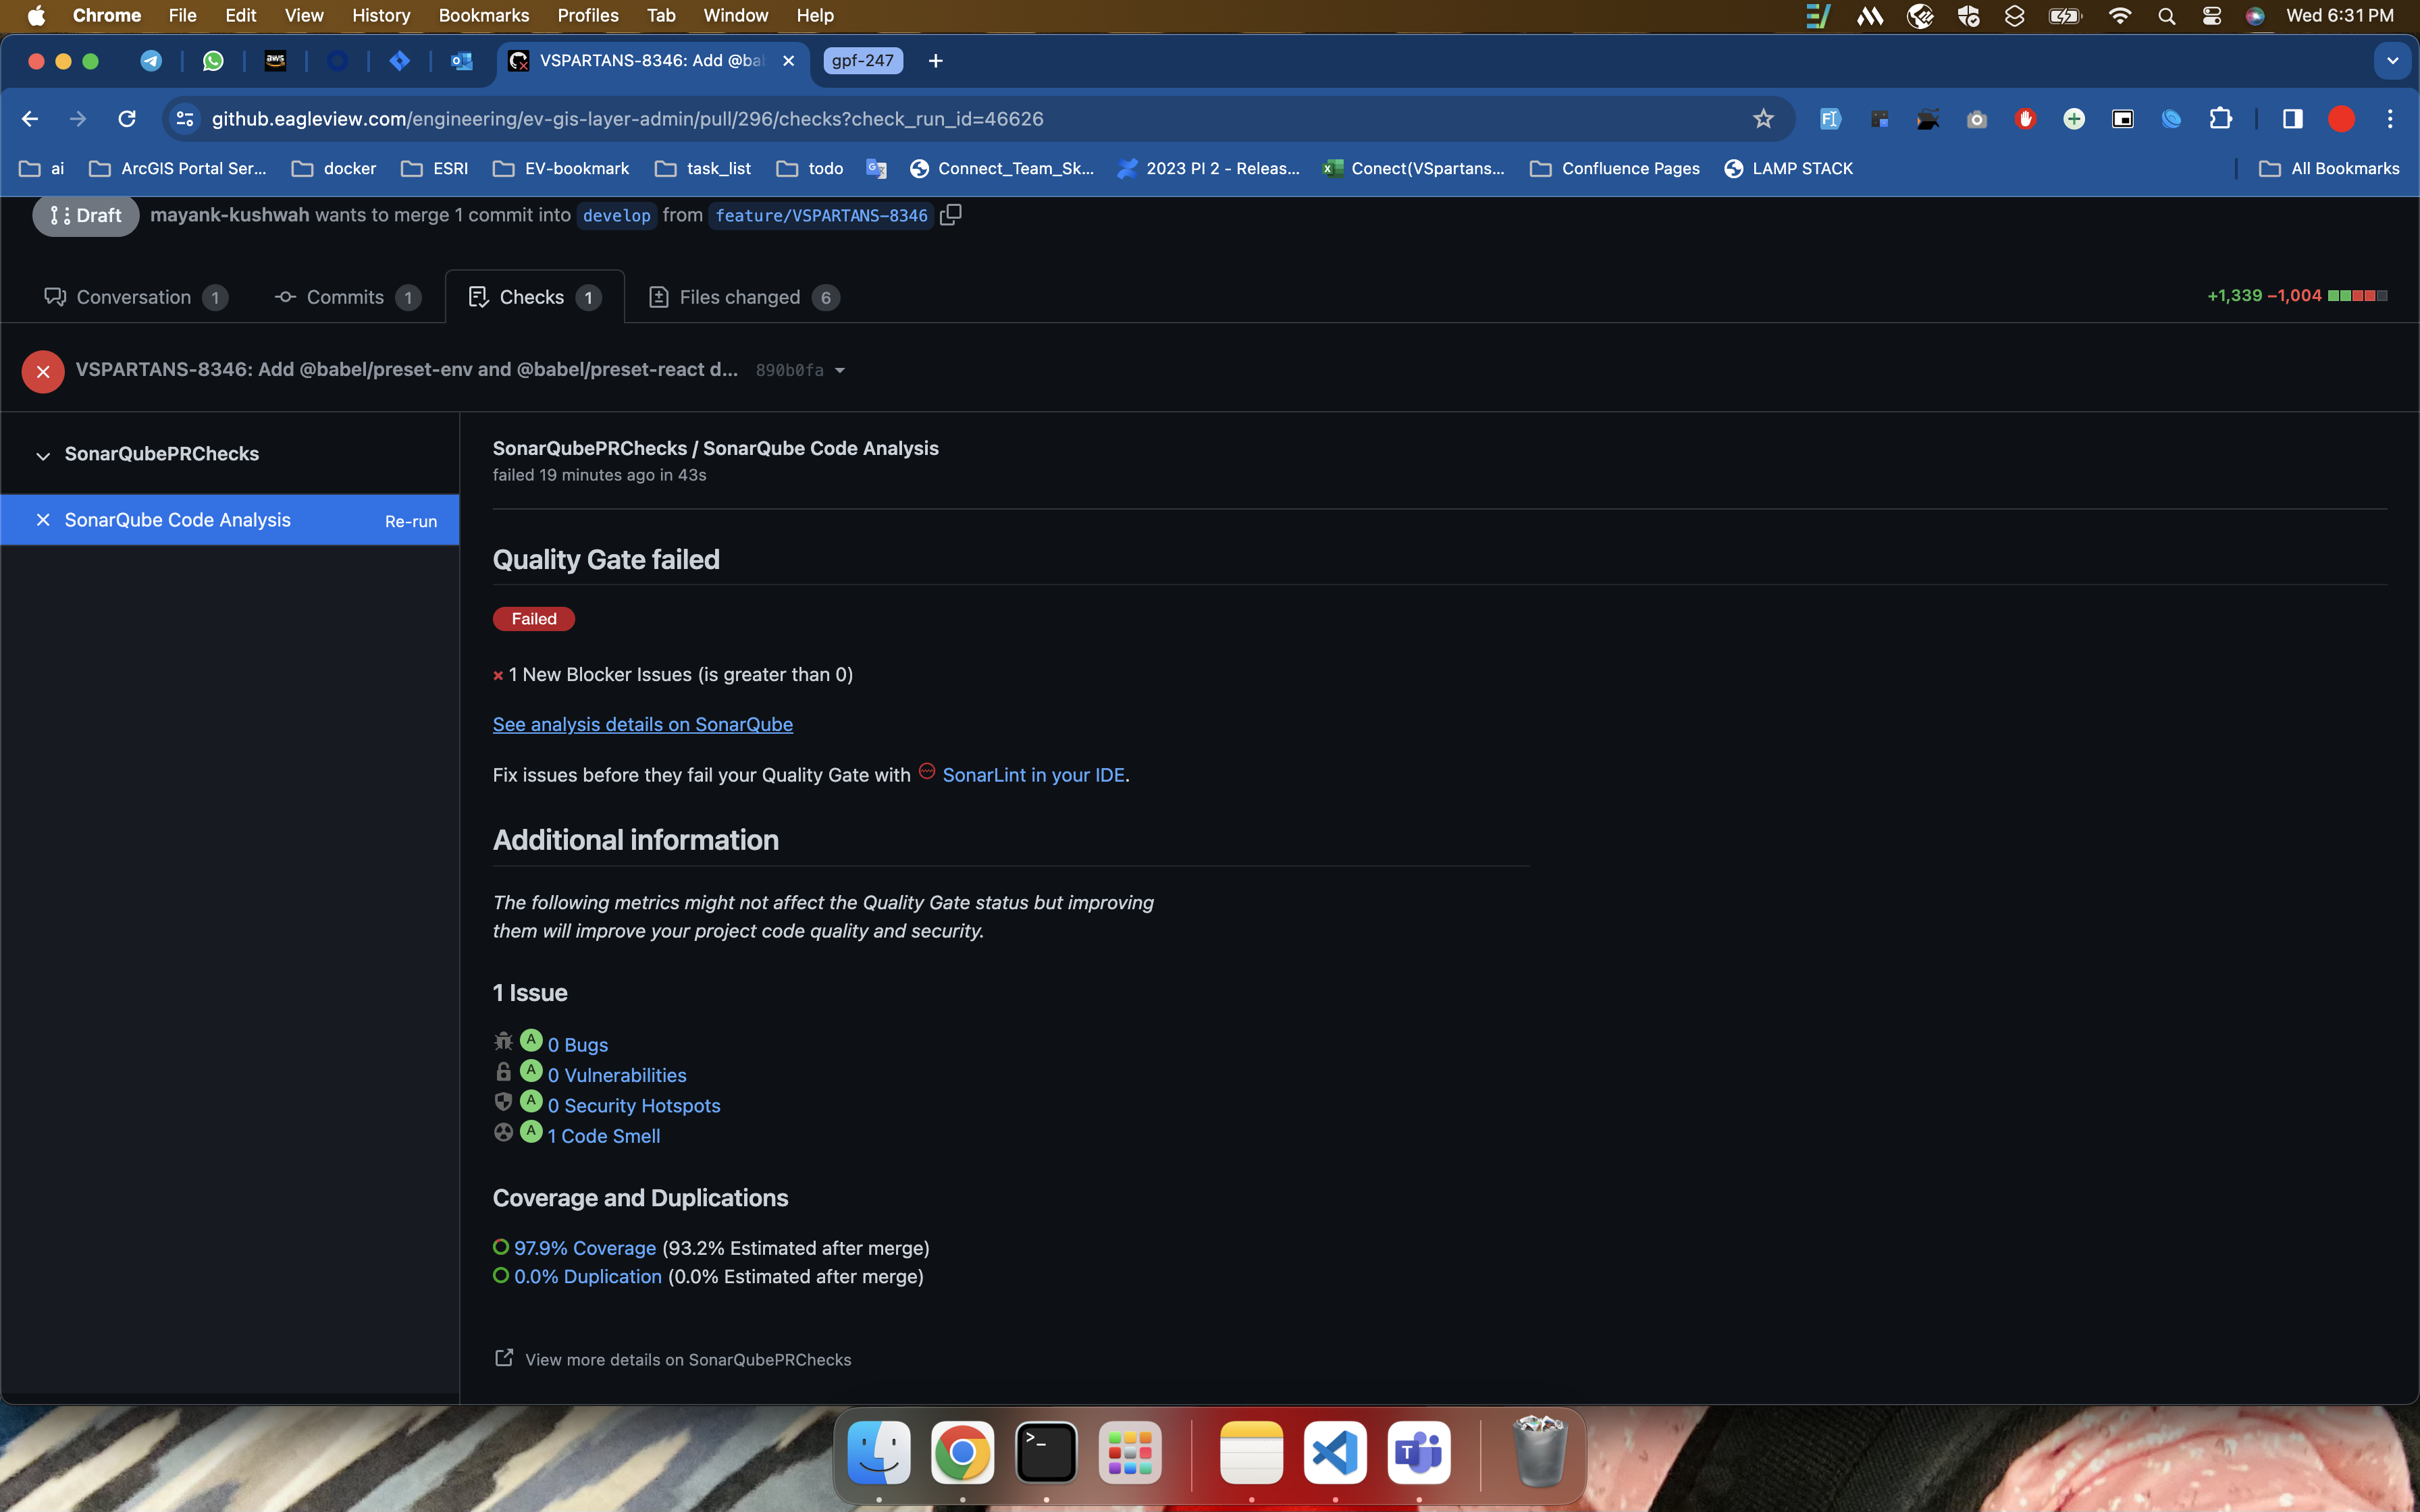 Chrome File Edit View History Bookmarks Profiles Tab Window Help Wed 6:31 PM
aws VSPARTANS-8346: Add @ba gpf-247
github.eagleview.com/engineering/ev-gis-layer-admin/pull/296/checks?check_run_id=46626
ai ArcGIS Portal Ser... docker ESRI EV-bookmark task_list todo Connect_Team_Sk... 2023 PI 2 - Releas... Conect(VSpartans... Confluence Pages LAMP STACK All Bookmarks
Draft mayank-kushwah wants to merge 1 commit into develop from feature/VSPARTANS-8346
Conversation 1 Commits 1 Checks 1 Files changed 6 +1,339 −1,004
VSPARTANS-8346: Add @babel/preset-env and @babel/preset-react d... 890b0fa
SonarQubePRChecks
SonarQube Code Analysis Re-run
SonarQubePRChecks / SonarQube Code Analysis
failed 19 minutes ago in 43s
Quality Gate failed
Failed
1 New Blocker Issues (is greater than 0)
See analysis details on SonarQube
Fix issues before they fail your Quality Gate with SonarLint in your IDE.
Additional information
The following metrics might not affect the Quality Gate status but improving
them will improve your project code quality and security.
1 Issue
A 0 Bugs
A 0 Vulnerabilities
A 0 Security Hotspots
A 1 Code Smell
Coverage and Duplications
97.9% Coverage (93.2% Estimated after merge)
0.0% Duplication (0.0% Estimated after merge)
View more details on SonarQubePRChecks